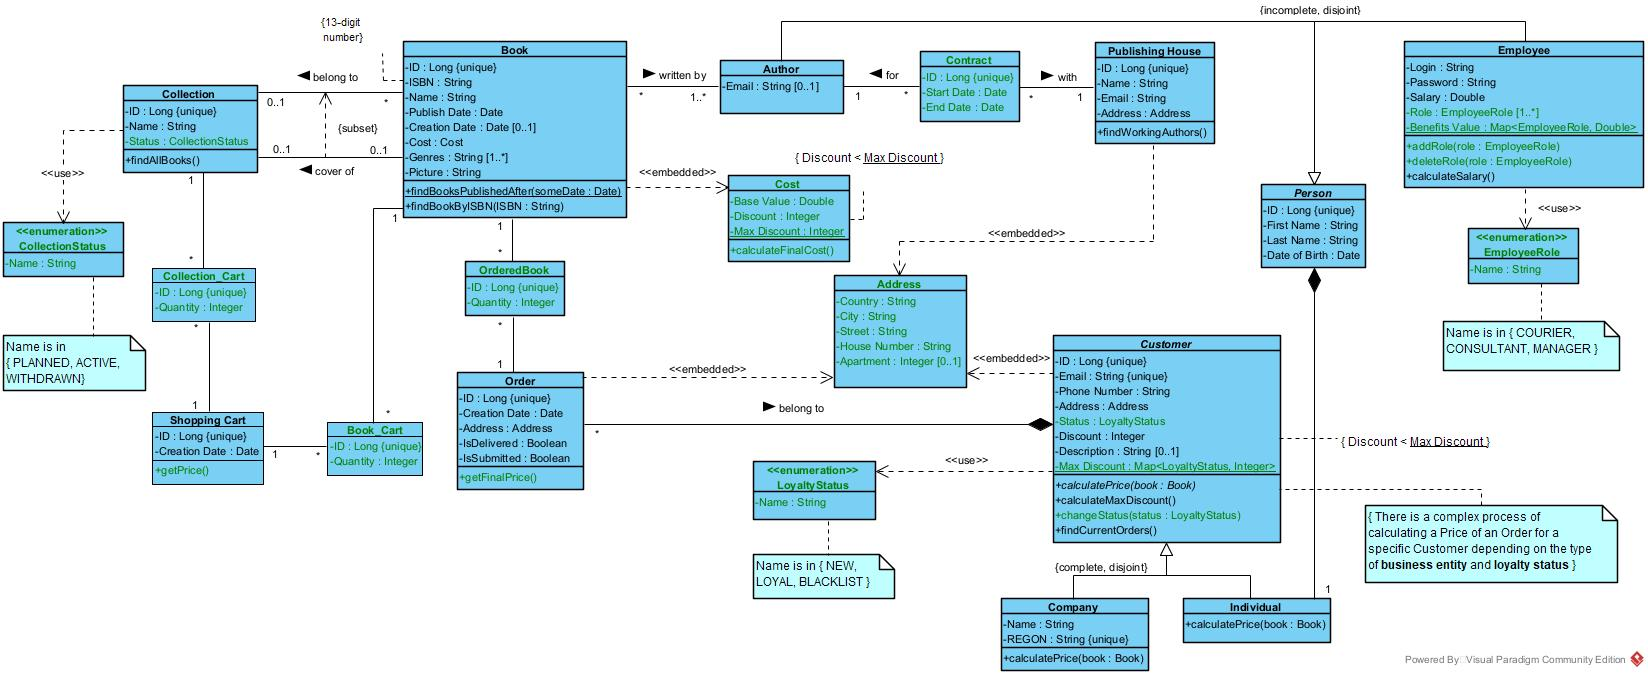 {incomplete, disjoint}
{13-digit
number}
Book
-ID : Long {unique}
-ISBN : String
-Name : String
-Publish Date : Date
-Creation Date : Date [0..1]
-Cost : Cost
-Genres : String [1..*]
-Picture : String
+findBooksPublishedAfter(someDate : Date)
+findBookByISBN(ISBN : String)
belong to
0..1
*
{subset}
0..1
0..1
cover of
Collection
-ID : Long {unique}
-Name : String
-Status : CollectionStatus
+findAllBooks()
<<use>>
1
*
<<enumeration>>
CollectionStatus
-Name : String
Name is in
{ PLANNED, ACTIVE,
WITHDRAWN}
Collection_Cart
-ID : Long {unique}
-Quantity : Integer
*
1
Shopping Cart
-ID : Long {unique}
-Creation Date : Date
+getPrice()
1
*
Book_Cart
-ID : Long {unique}
-Quantity : Integer
1
*
1
*
OrderedBook
-ID : Long {unique}
-Quantity : Integer
*
1
Order
-ID : Long {unique}
-Creation Date : Date
-Address : Address
-IsDelivered : Boolean
-IsSubmitted : Boolean
+getFinalPrice()
written by
*
1..*
Author
-Email : String [0..1]
for
1
*
Contract
-ID : Long {unique}
-Start Date : Date
-End Date : Date
with
*
1
Publishing House
-ID : Long {unique}
-Name : String
-Email : String
-Address : Address
+findWorkingAuthors()
{ Discount < Max Discount }
<<embedded>>
Cost
-Base Value : Double
-Discount : Integer
-Max Discount : Integer
+calculateFinalCost()
<<embedded>>
Address
-Country : String
-City : String
-Street : String
-House Number : String
-Apartment : Integer [0..1]
<<embedded>>
<<embedded>>
belong to
*
Customer
-ID : Long {unique}
-Email : String {unique}
-Phone Number : String
-Address : Address
-Status : LoyaltyStatus
-Discount : Integer
-Description : String [0..1]
-Max Discount : Map<LoyaltyStatus, Integer>
+calculatePrice(book : Book)
+calculateMaxDiscount()
+changeStatus(status : LoyaltyStatus)
+findCurrentOrders()
<<use>>
<<enumeration>>
LoyaltyStatus
-Name : String
Name is in { NEW,
LOYAL, BLACKLIST }
{ Discount < Max Discount }
{ There is a complex process of
calculating a Price of an Order for a
specific Customer depending on the type
of business entity and loyalty status }
{complete, disjoint}
Company
-Name : String
-REGON : String {unique}
+calculatePrice(book : Book)
1
Individual
+calculatePrice(book : Book)
Person
-ID : Long {unique}
-First Name : String
-Last Name : String
-Date of Birth : Date
Employee
-Login : String
-Password : String
-Salary : Double
-Role : EmployeeRole [1..*]
-Benefits Value : Map<EmployeeRole, Double>
+addRole(role : EmployeeRole)
+deleteRole(role : EmployeeRole)
+calculateSalary()
<<use>>
<<enumeration>>
EmployeeRole
-Name : String
Name is in { COURIER,
CONSULTANT, MANAGER }
Powered By Visual Paradigm Community Edition